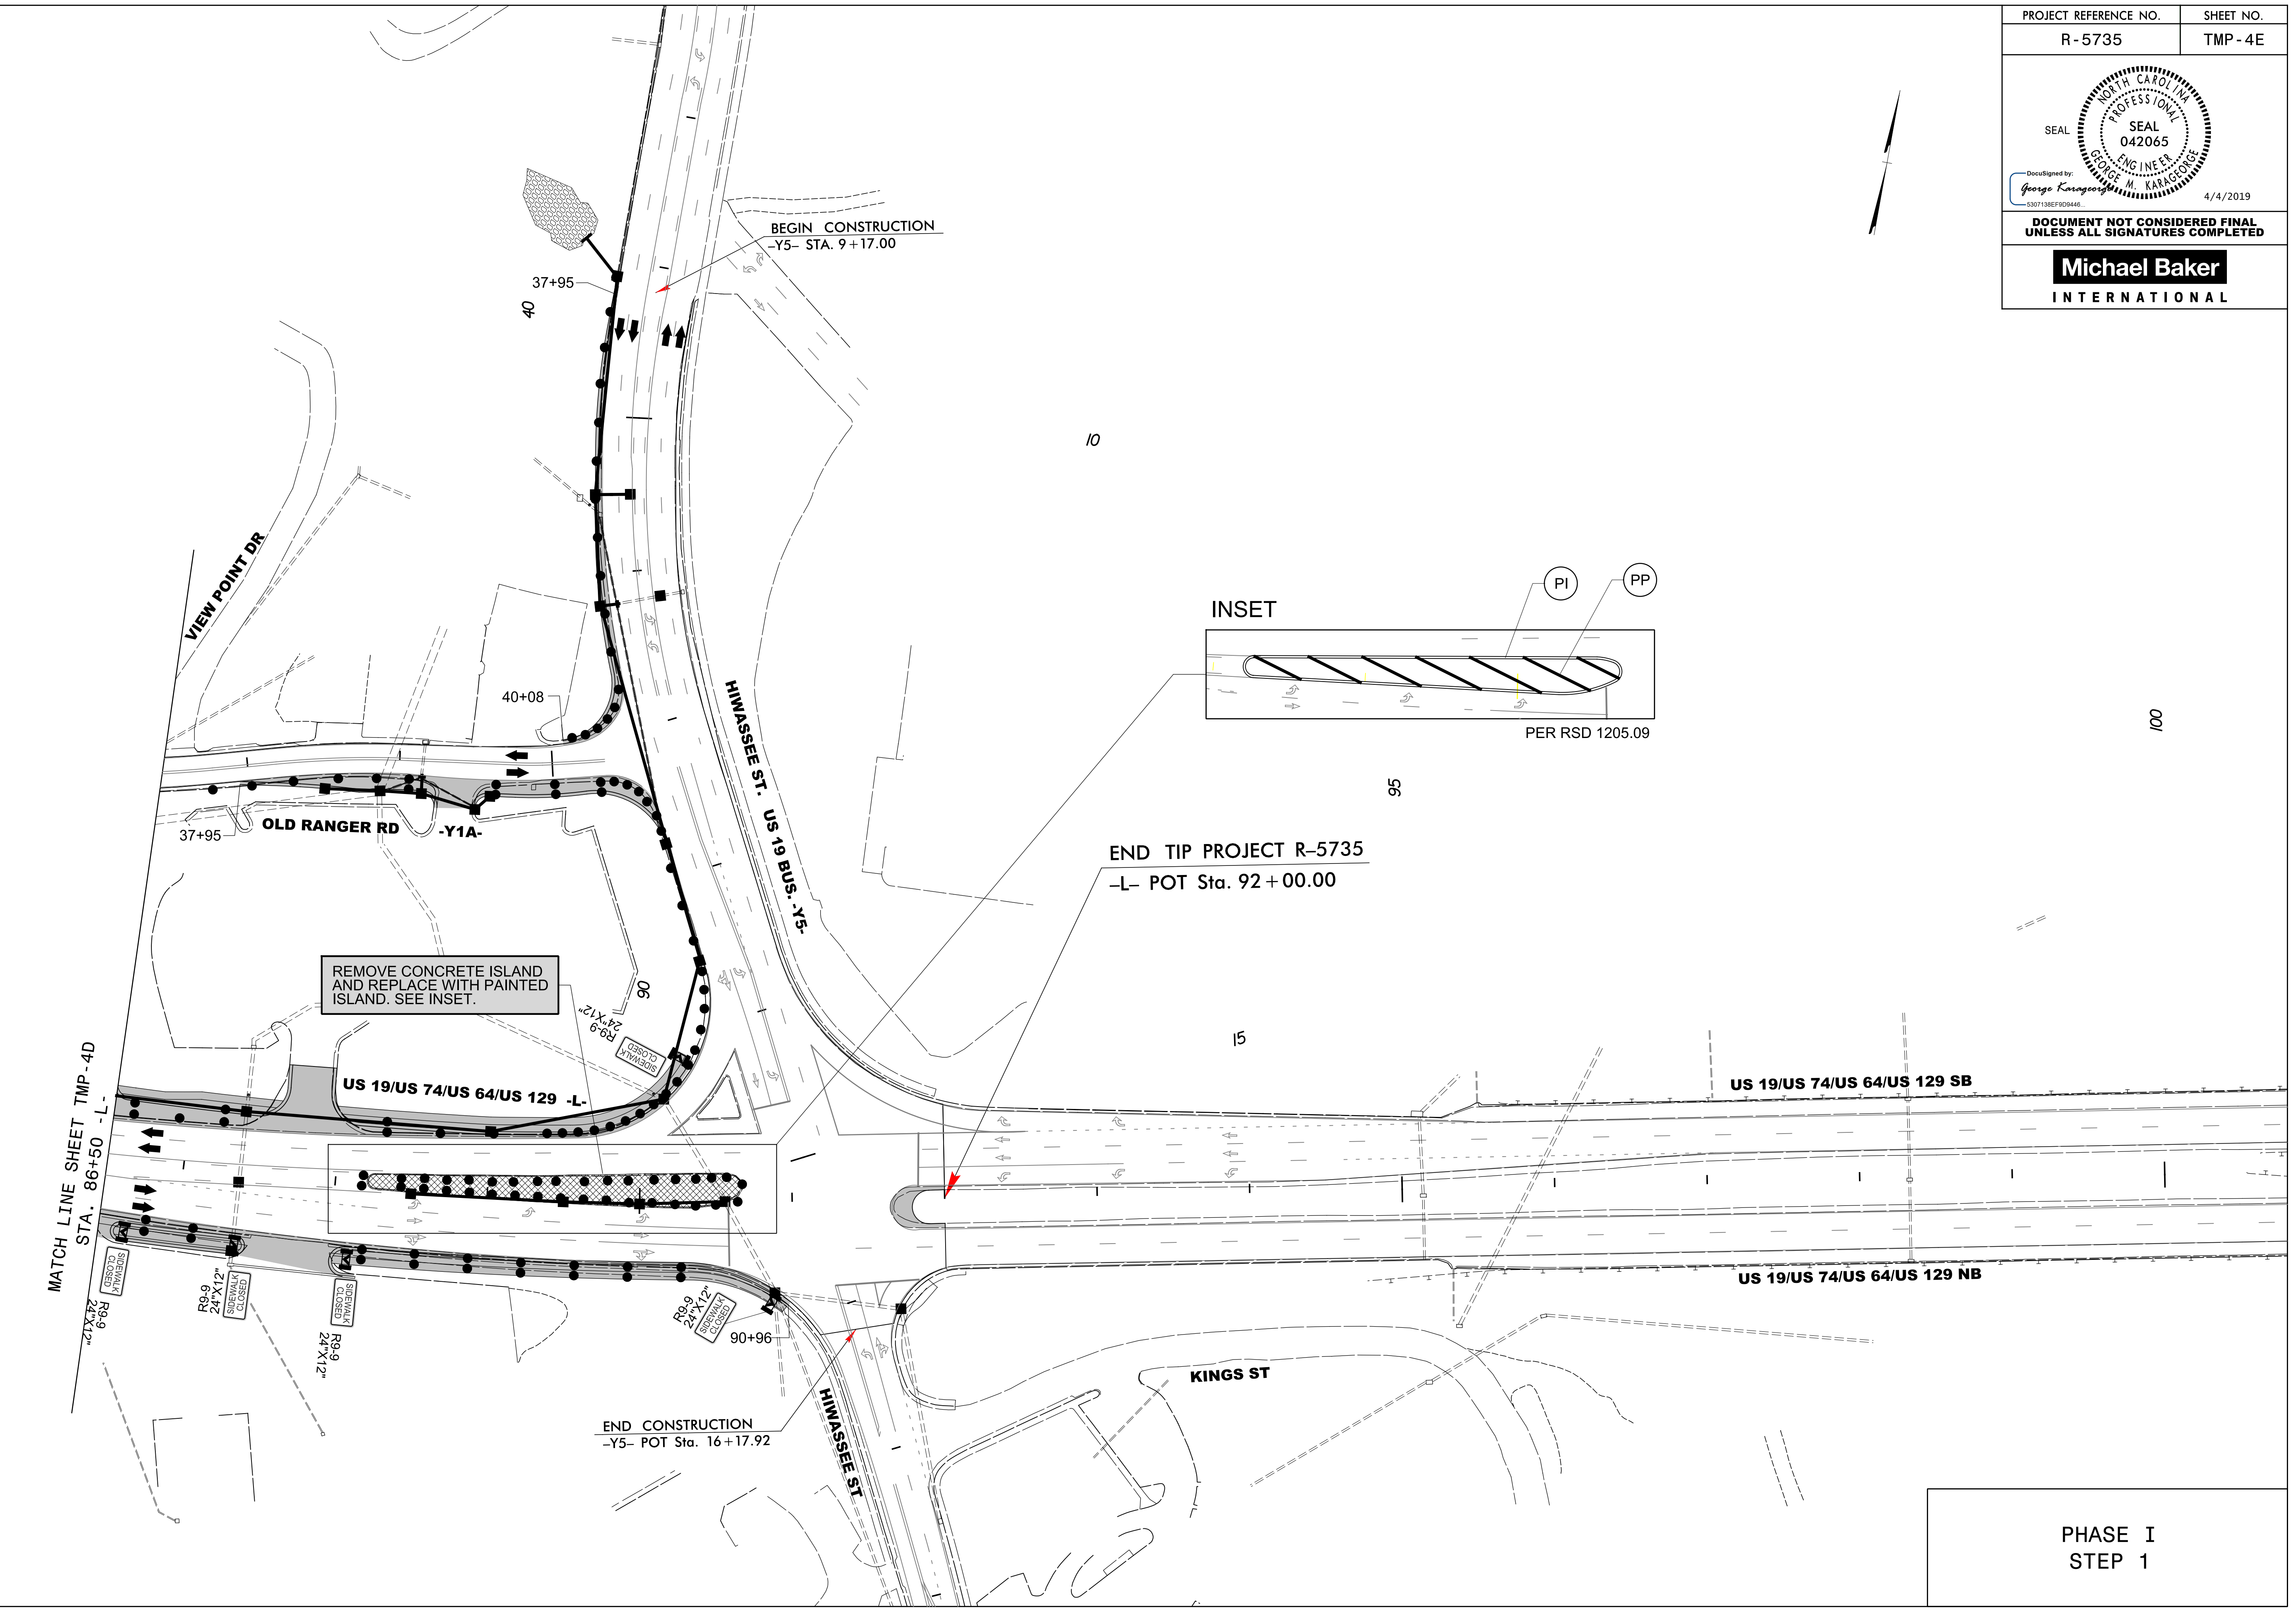 PROJECT REFERENCE NO.
SHEET NO.
R-5735
TMP-4E
NORTH CAROLINA
PROFESSIONAL
SEAL
SEAL
042065
ENGINEER
GEORGE M. KARAGEORGE
DocuSigned by:
George Karageorge
5307138EF9D9446...
4/4/2019
DOCUMENT NOT CONSIDERED FINAL
UNLESS ALL SIGNATURES COMPLETED
Michael Baker
INTERNATIONAL
BEGIN CONSTRUCTION
-Y5- STA. 9+17.00
37+95
40
10
VIEW POINT DR
INSET
PI
PP
PER RSD 1205.09
40+08
HIWASSEE ST. US 19 BUS. -Y5-
100
95
37+95
OLD RANGER RD -Y1A-
END TIP PROJECT R-5735
-L- POT Sta. 92+00.00
REMOVE CONCRETE ISLAND
AND REPLACE WITH PAINTED
ISLAND. SEE INSET.
90
R9-9
24"X12"
SIDEWALK
CLOSED
15
MATCH LINE SHEET TMP-4D
STA. 86+50 -L-
US 19/US 74/US 64/US 129 -L-
US 19/US 74/US 64/US 129 SB
US 19/US 74/US 64/US 129 NB
SIDEWALK
CLOSED
R9-9
24"X12"
R9-9
24"X12"
SIDEWALK
CLOSED
SIDEWALK
CLOSED
R9-9
24"X12"
R9-9
24"X12"
SIDEWALK
CLOSED
90+96
KINGS ST
HIWASSEE ST
END CONSTRUCTION
-Y5- POT Sta. 16+17.92
PHASE I
STEP 1